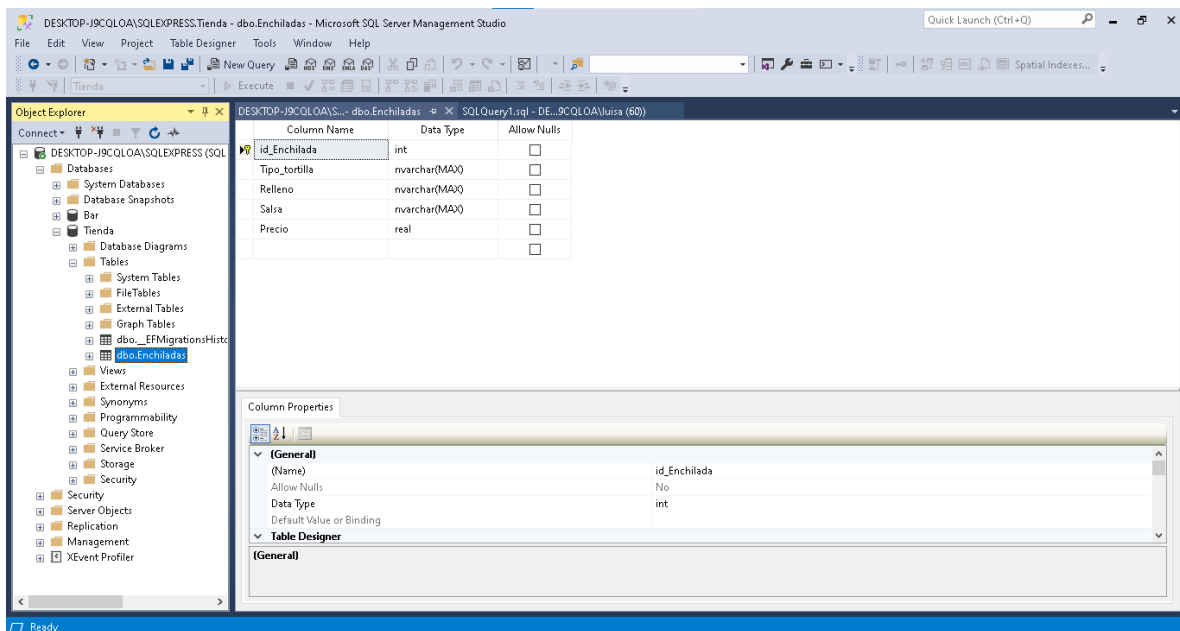 DESKTOP-J9CQLOA\SQLEXPRESS.Tienda - dbo.Enchiladas - Microsoft SQL Server Management Studio
Quick Launch (Ctrl+Q)
File Edit View Project Table Designer Tools Window Help
New Query
Spatial Indexes...
Tienda
Execute
Object Explorer
DESKTOP-J9CQLOA\S...- dbo.Enchiladas
SQLQuery1.sql - DE...9CQLOA\luisa (60))
Connect
DESKTOP-J9CQLOA\SQLEXPRESS (SQL
Databases
System Databases
Database Snapshots
Bar
Tienda
Database Diagrams
Tables
System Tables
FileTables
External Tables
Graph Tables
dbo.__EFMigrationsHisto
dbo.Enchiladas
Views
External Resources
Synonyms
Programmability
Query Store
Service Broker
Storage
Security
Security
Server Objects
Replication
Management
XEvent Profiler
Column Name Data Type Allow Nulls
id_Enchilada int
Tipo_tortilla nvarchar(MAX)
Relleno nvarchar(MAX)
Salsa nvarchar(MAX)
Precio real
Column Properties
(General)
(Name) id_Enchilada
Allow Nulls No
Data Type int
Default Value or Binding
Table Designer
(General)
Ready